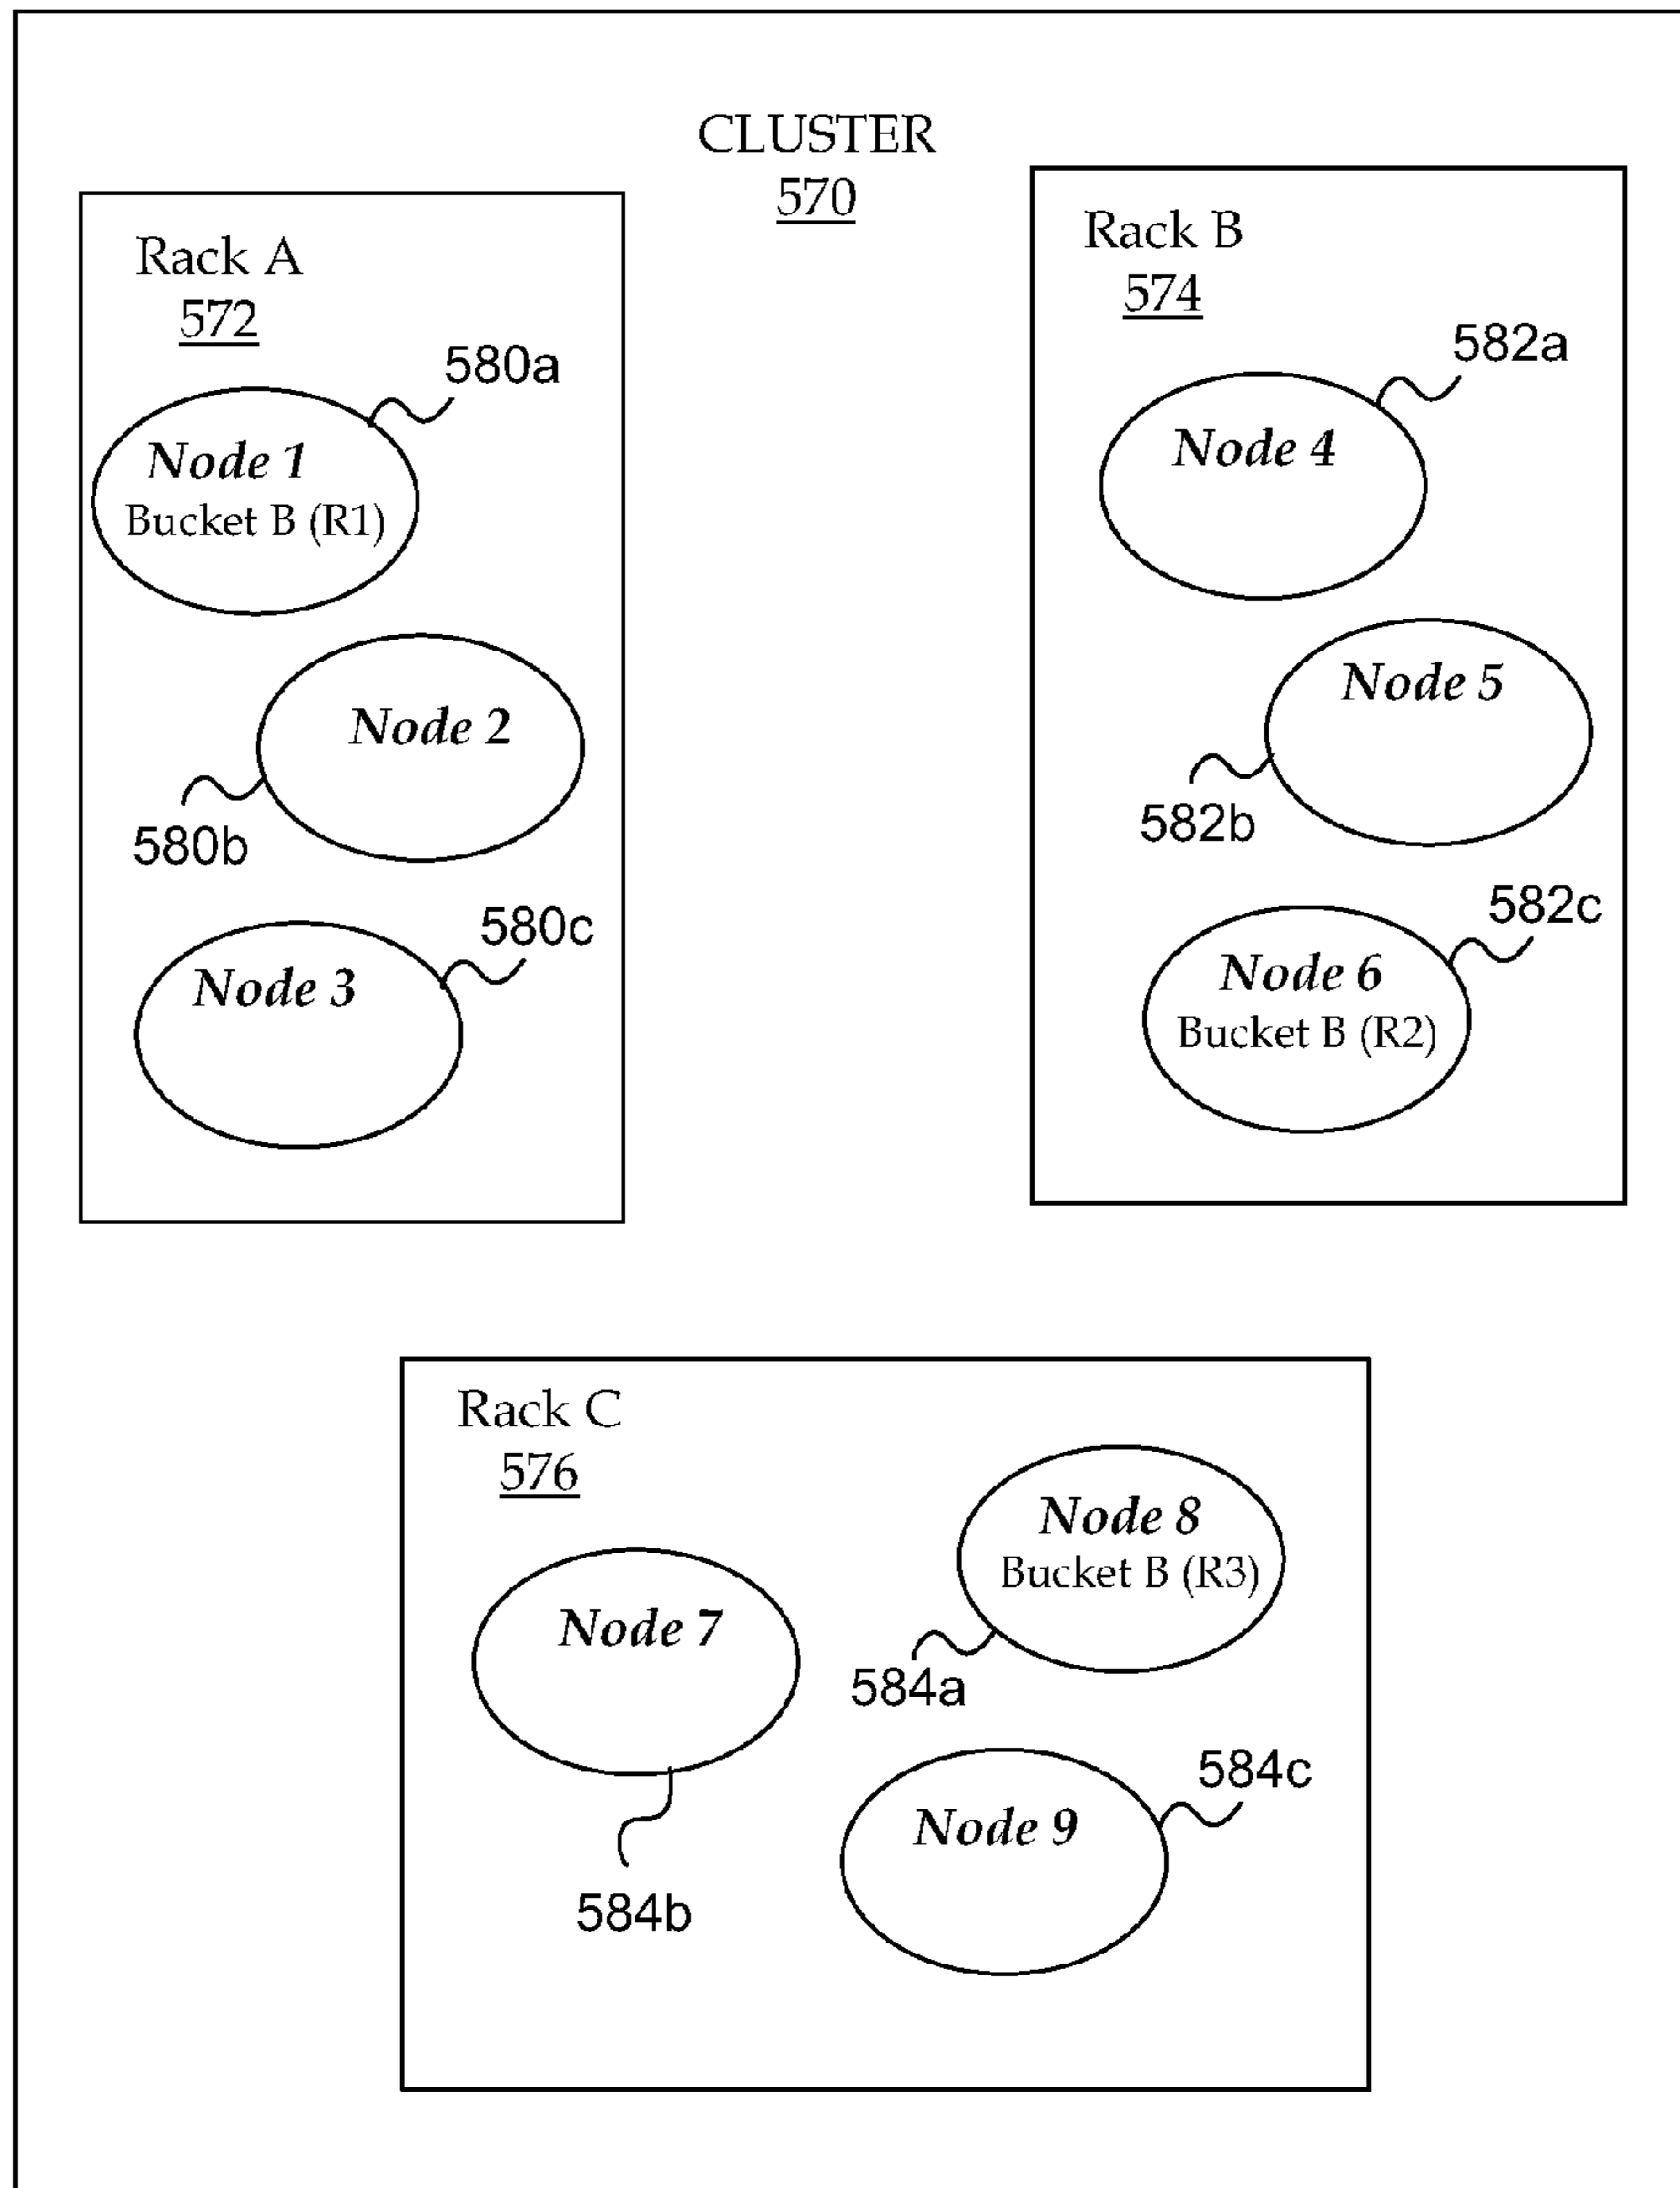 CLUSTER
570
Rack A
572
580a
Node 1
Bucket B (R1)
Node 2
580b
580c
Node 3
Rack B
574
582a
Node 4
Node 5
582b
582c
Node 6
Bucket B (R2)
Rack C
576
Node 8
Bucket B (R3)
584a
Node 7
584b
584c
Node 9